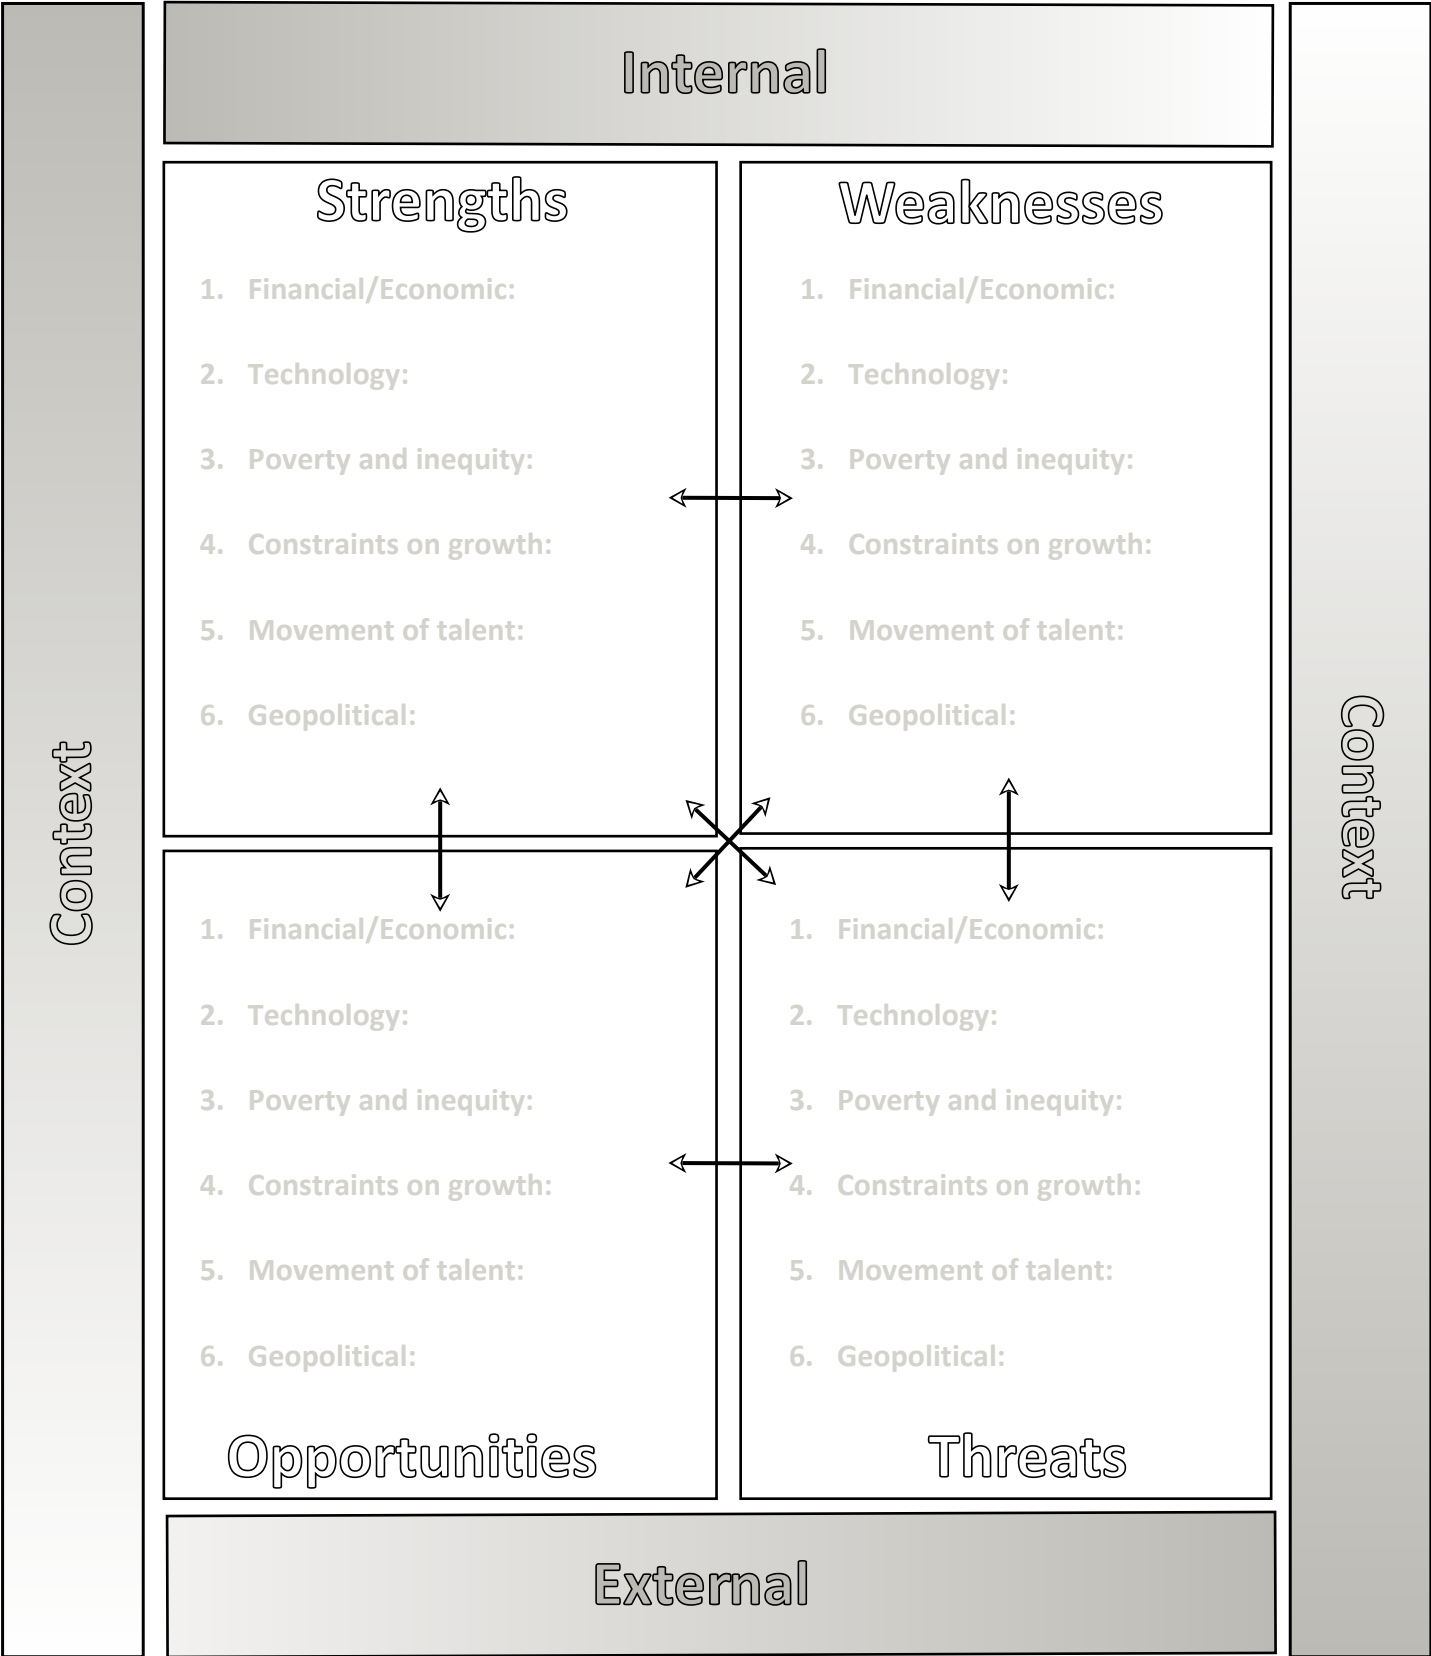 Internal
Context
Strengths
1. Financial/Economic:
2. Technology:
3. Poverty and inequity:
4. Constraints on growth:
5. Movement of talent:
6. Geopolitical:
Weaknesses
1. Financial/Economic:
2. Technology:
3. Poverty and inequity:
4. Constraints on growth:
5. Movement of talent:
6. Geopolitical:
Context
1. Financial/Economic:
2. Technology:
3. Poverty and inequity:
4. Constraints on growth:
5. Movement of talent:
6. Geopolitical:
Opportunities
1. Financial/Economic:
2. Technology:
3. Poverty and inequity:
4. Constraints on growth:
5. Movement of talent:
6. Geopolitical:
Threats
External